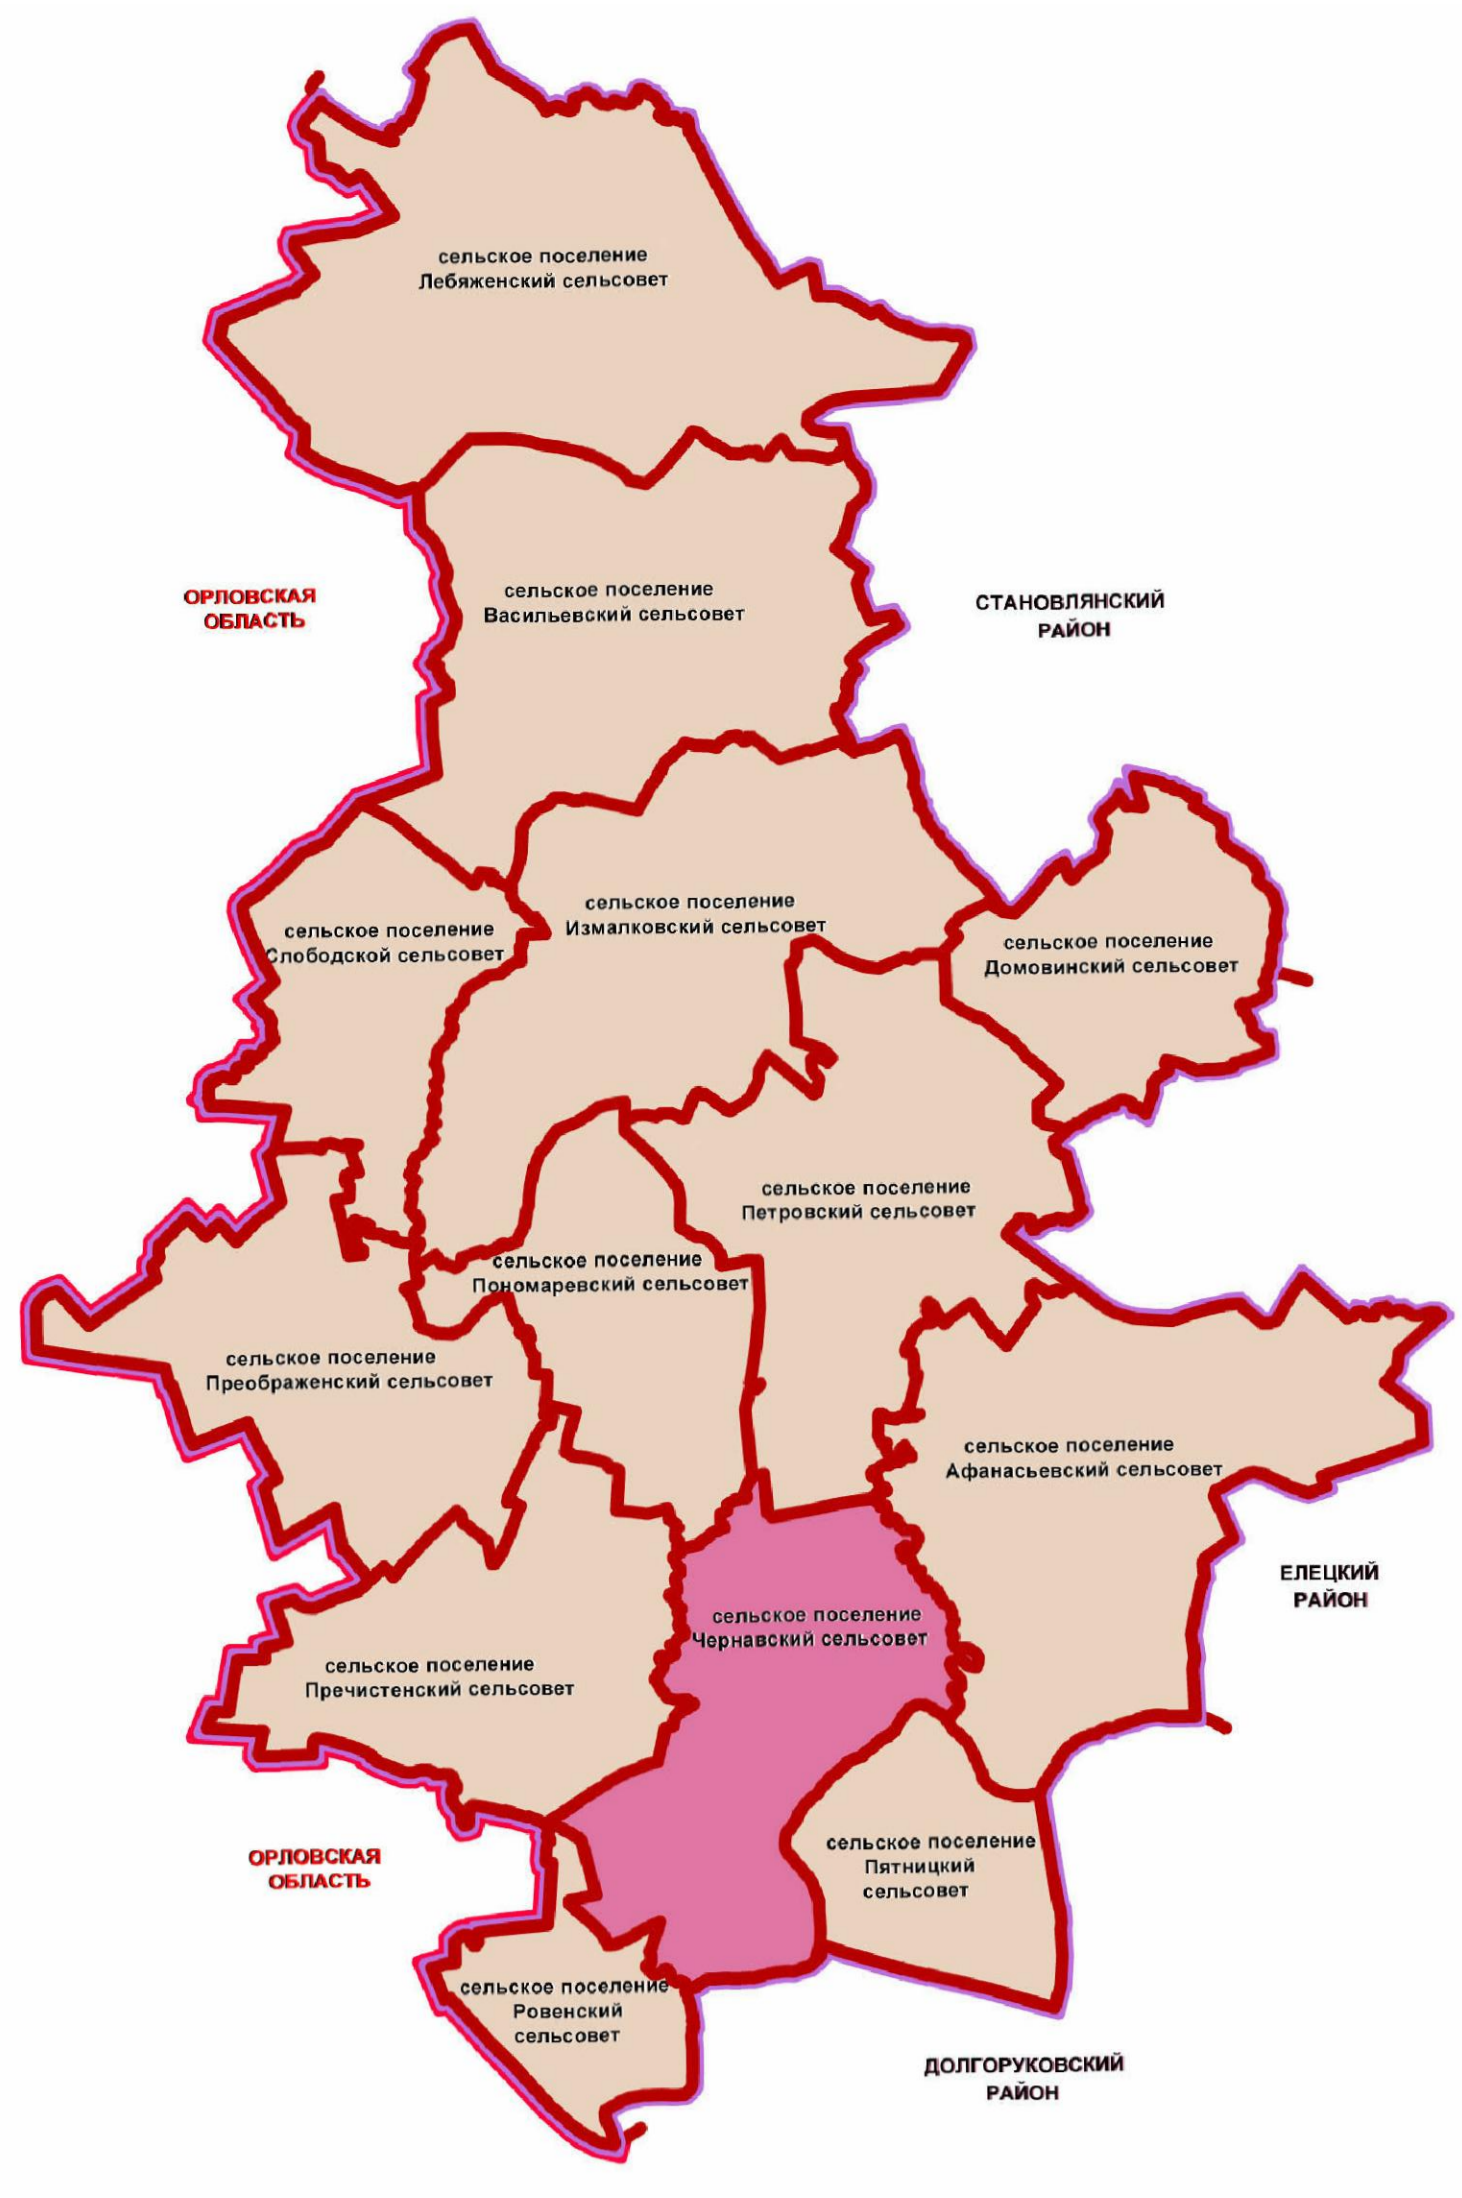 сельское поселение
Лебяженский сельсовет
ОРЛОВСКАЯ
ОБЛАСТЬ
сельское поселение
Васильевский сельсовет
СТАНОВЛЯНСКИЙ
РАЙОН
сельское поселение
Измалковский сельсовет
сельское поселение
Слободской сельсовет
сельское поселение
Домовинский сельсовет
сельское поселение
Петровский сельсовет
сельское поселение
Пономаревский сельсовет
сельское поселение
Преображенский сельсовет
сельское поселение
Афанасьевский сельсовет
ЕЛЕЦКИЙ
РАЙОН
сельское поселение
Чернавский сельсовет
сельское поселение
Пречистенский сельсовет
сельское поселение
Пятницкий
сельсовет
ОРЛОВСКАЯ
ОБЛАСТЬ
сельское поселение
Ровенский
сельсовет
ДОЛГОРУКОВСКИЙ
РАЙОН